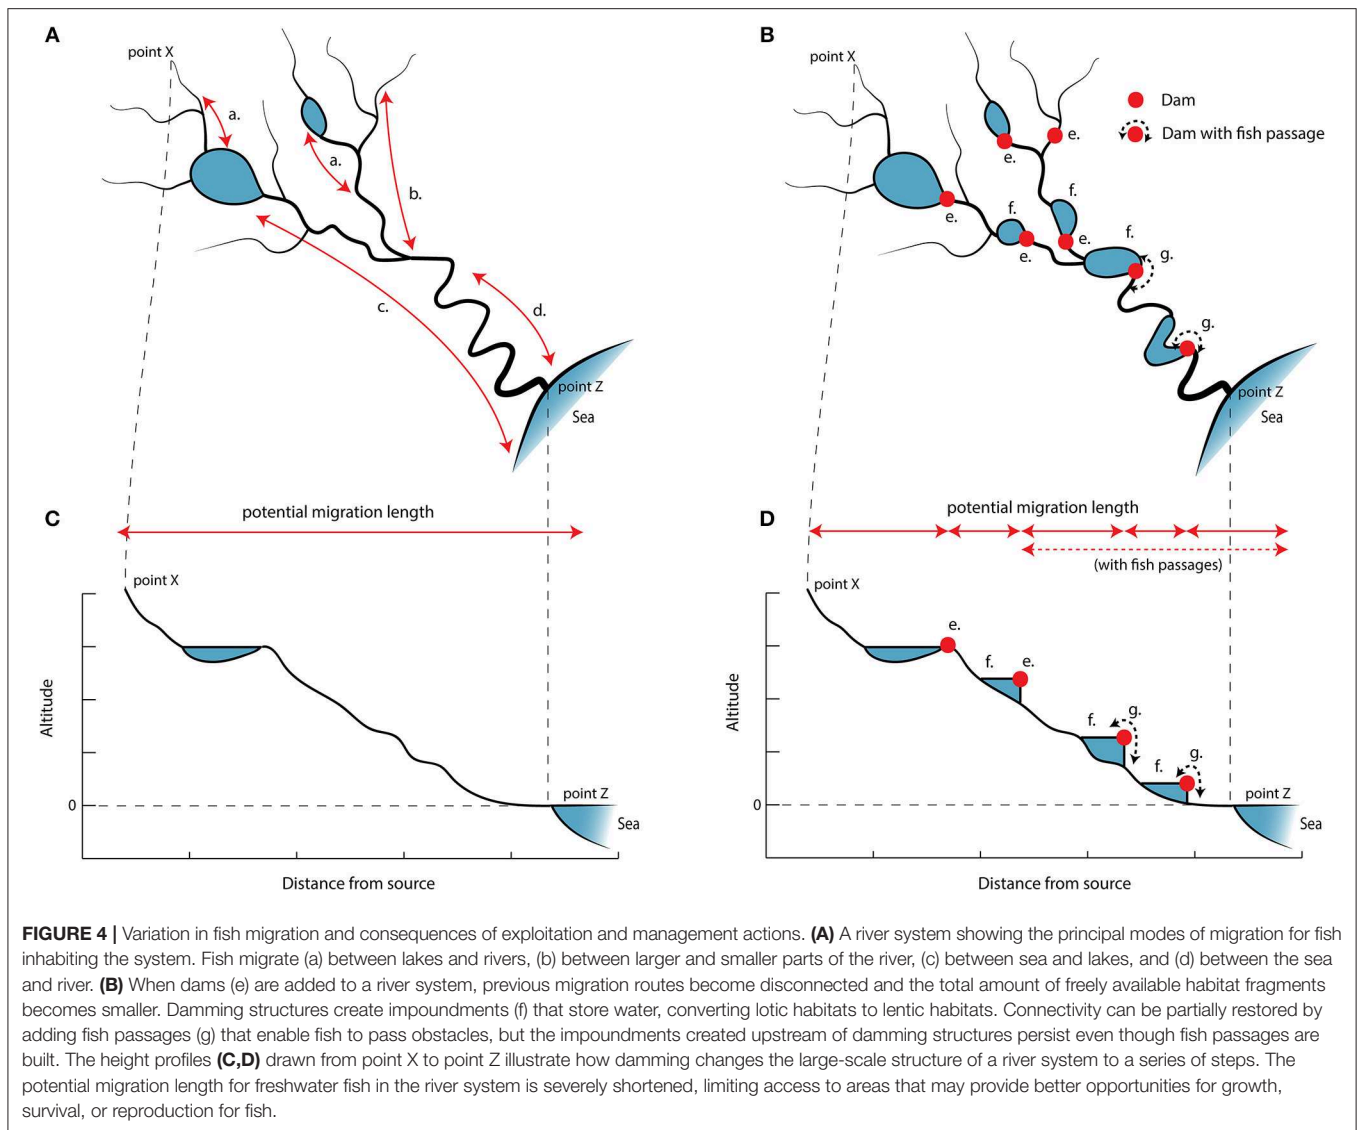 A
point X
a.
a.
b.
c.
d.
point Z
Sea
B
point X
Dam
Dam with fish passage
e.
e.
e.
f.
f.
e.
e.
f.
g.
g.
point Z
Sea
C
potential migration length
point X
Altitude
0
point Z
Sea
Distance from source
D
potential migration length
(with fish passages)
point X
e.
f.
e.
f.
g.
f.
g.
Altitude
0
point Z
Sea
Distance from source
FIGURE 4 | Variation in fish migration and consequences of exploitation and management actions. (A) A river system showing the principal modes of migration for fish
inhabiting the system. Fish migrate (a) between lakes and rivers, (b) between larger and smaller parts of the river, (c) between sea and lakes, and (d) between the sea
and river. (B) When dams (e) are added to a river system, previous migration routes become disconnected and the total amount of freely available habitat fragments
becomes smaller. Damming structures create impoundments (f) that store water, converting lotic habitats to lentic habitats. Connectivity can be partially restored by
adding fish passages (g) that enable fish to pass obstacles, but the impoundments created upstream of damming structures persist even though fish passages are
built. The height profiles (C,D) drawn from point X to point Z illustrate how damming changes the large-scale structure of a river system to a series of steps. The
potential migration length for freshwater fish in the river system is severely shortened, limiting access to areas that may provide better opportunities for growth,
survival, or reproduction for fish.